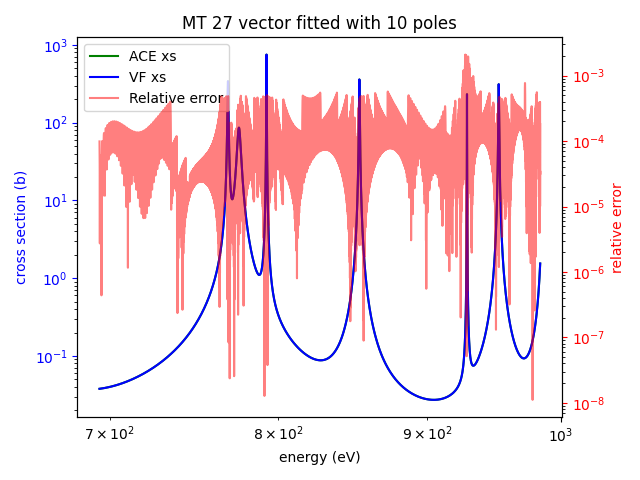 MT 27 vector fitted with 10 poles
ACE xs
VF xs
Relative error
cross section (b)
10³
10²
10¹
10⁰
10⁻¹
relative error
10⁻³
10⁻⁴
10⁻⁵
10⁻⁶
10⁻⁷
10⁻⁸
7 × 10² 8 × 10² 9 × 10² 10³
energy (eV)